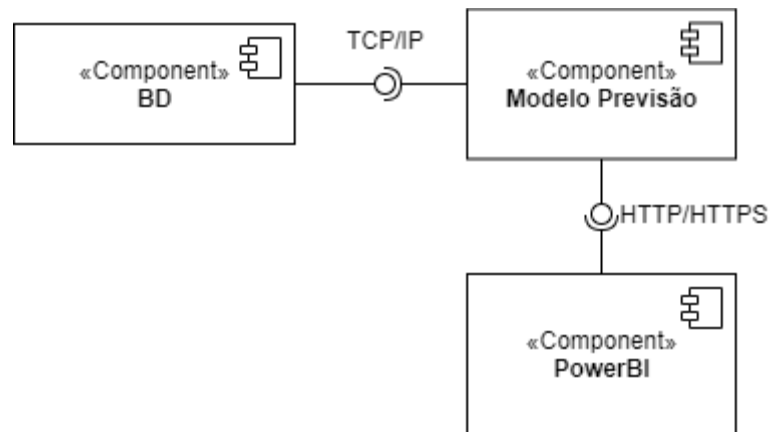 TCP/IP
«Component»
BD
«Component»
Modelo Previsão
HTTP/HTTPS
«Component»
PowerBI